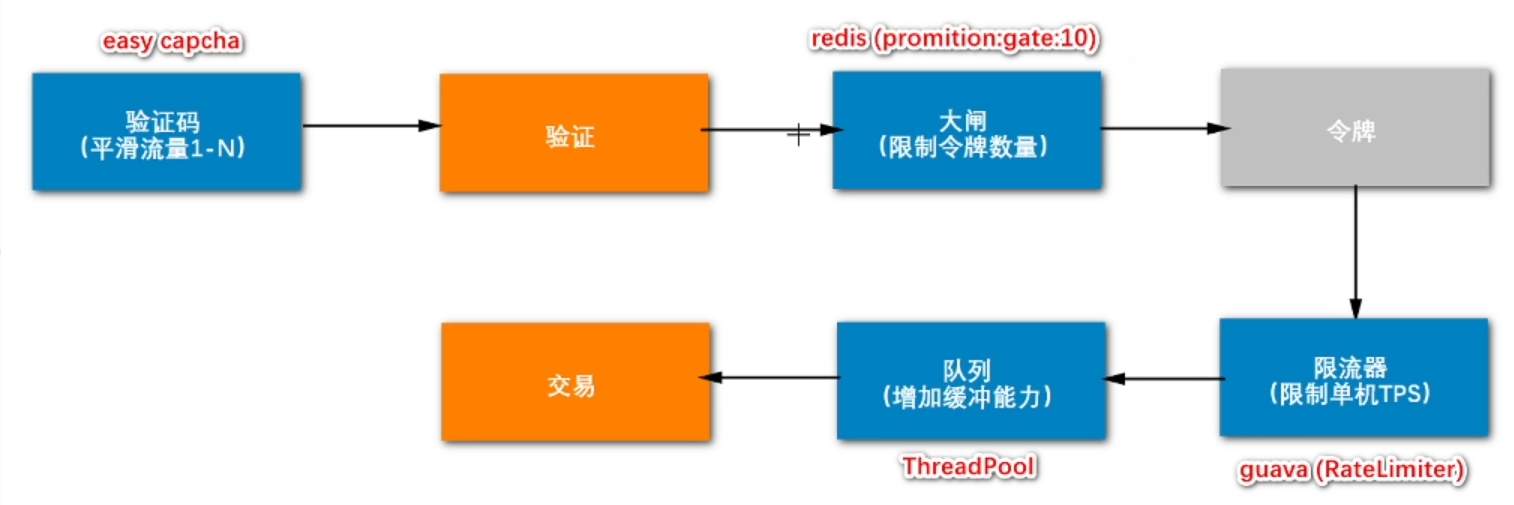 easy capcha
redis (promition:gate:10)
验证码
(平滑流量1-N)
验证
大闸
(限制令牌数量)
令牌
交易
队列
(增加缓冲能力)
限流器
(限制单机TPS)
ThreadPool
guava (RateLimiter)